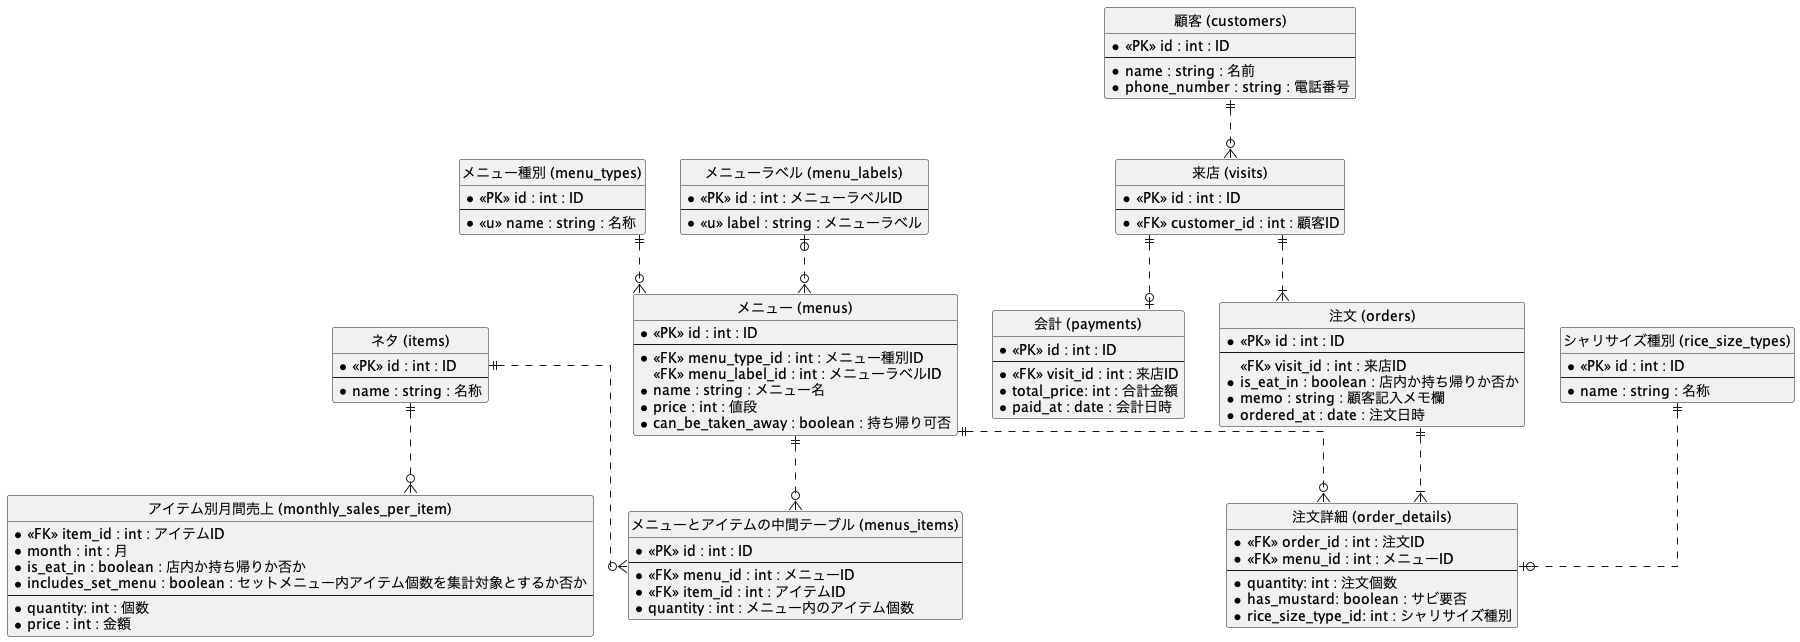 顧客 (customers)
«PK» id : int : ID
name : string : 名前
phone_number : string : 電話番号
メニュー種別 (menu_types)
«PK» id : int : ID
«u» name : string : 名称
メニューラベル (menu_labels)
«PK» id : int : メニューラベルID
«u» label : string : メニューラベル
来店 (visits)
«PK» id : int : ID
«FK» customer_id : int : 顧客ID
ネタ (items)
«PK» id : int : ID
name : string : 名称
メニュー (menus)
«PK» id : int : ID
«FK» menu_type_id : int : メニュー種別ID
«FK» menu_label_id : int : メニューラベルID
name : string : メニュー名
price : int : 値段
can_be_taken_away : boolean : 持ち帰り可否
会計 (payments)
«PK» id : int : ID
«FK» visit_id : int : 来店ID
total_price: int : 合計金額
paid_at : date : 会計日時
注文 (orders)
«PK» id : int : ID
«FK» visit_id : int : 来店ID
is_eat_in : boolean : 店内か持ち帰りか否か
memo : string : 顧客記入メモ欄
ordered_at : date : 注文日時
シャリサイズ種別 (rice_size_types)
«PK» id : int : ID
name : string : 名称
アイテム別月間売上 (monthly_sales_per_item)
«FK» item_id : int : アイテムID
month : int : 月
is_eat_in : boolean : 店内か持ち帰りか否か
includes_set_menu : boolean : セットメニュー内アイテム個数を集計対象とするか否か
quantity: int : 個数
price : int : 金額
メニューとアイテムの中間テーブル (menus_items)
«PK» id : int : ID
«FK» menu_id : int : メニューID
«FK» item_id : int : アイテムID
quantity : int : メニュー内のアイテム個数
注文詳細 (order_details)
«FK» order_id : int : 注文ID
«FK» menu_id : int : メニューID
quantity: int : 注文個数
has_mustard: boolean : サビ要否
rice_size_type_id: int : シャリサイズ種別